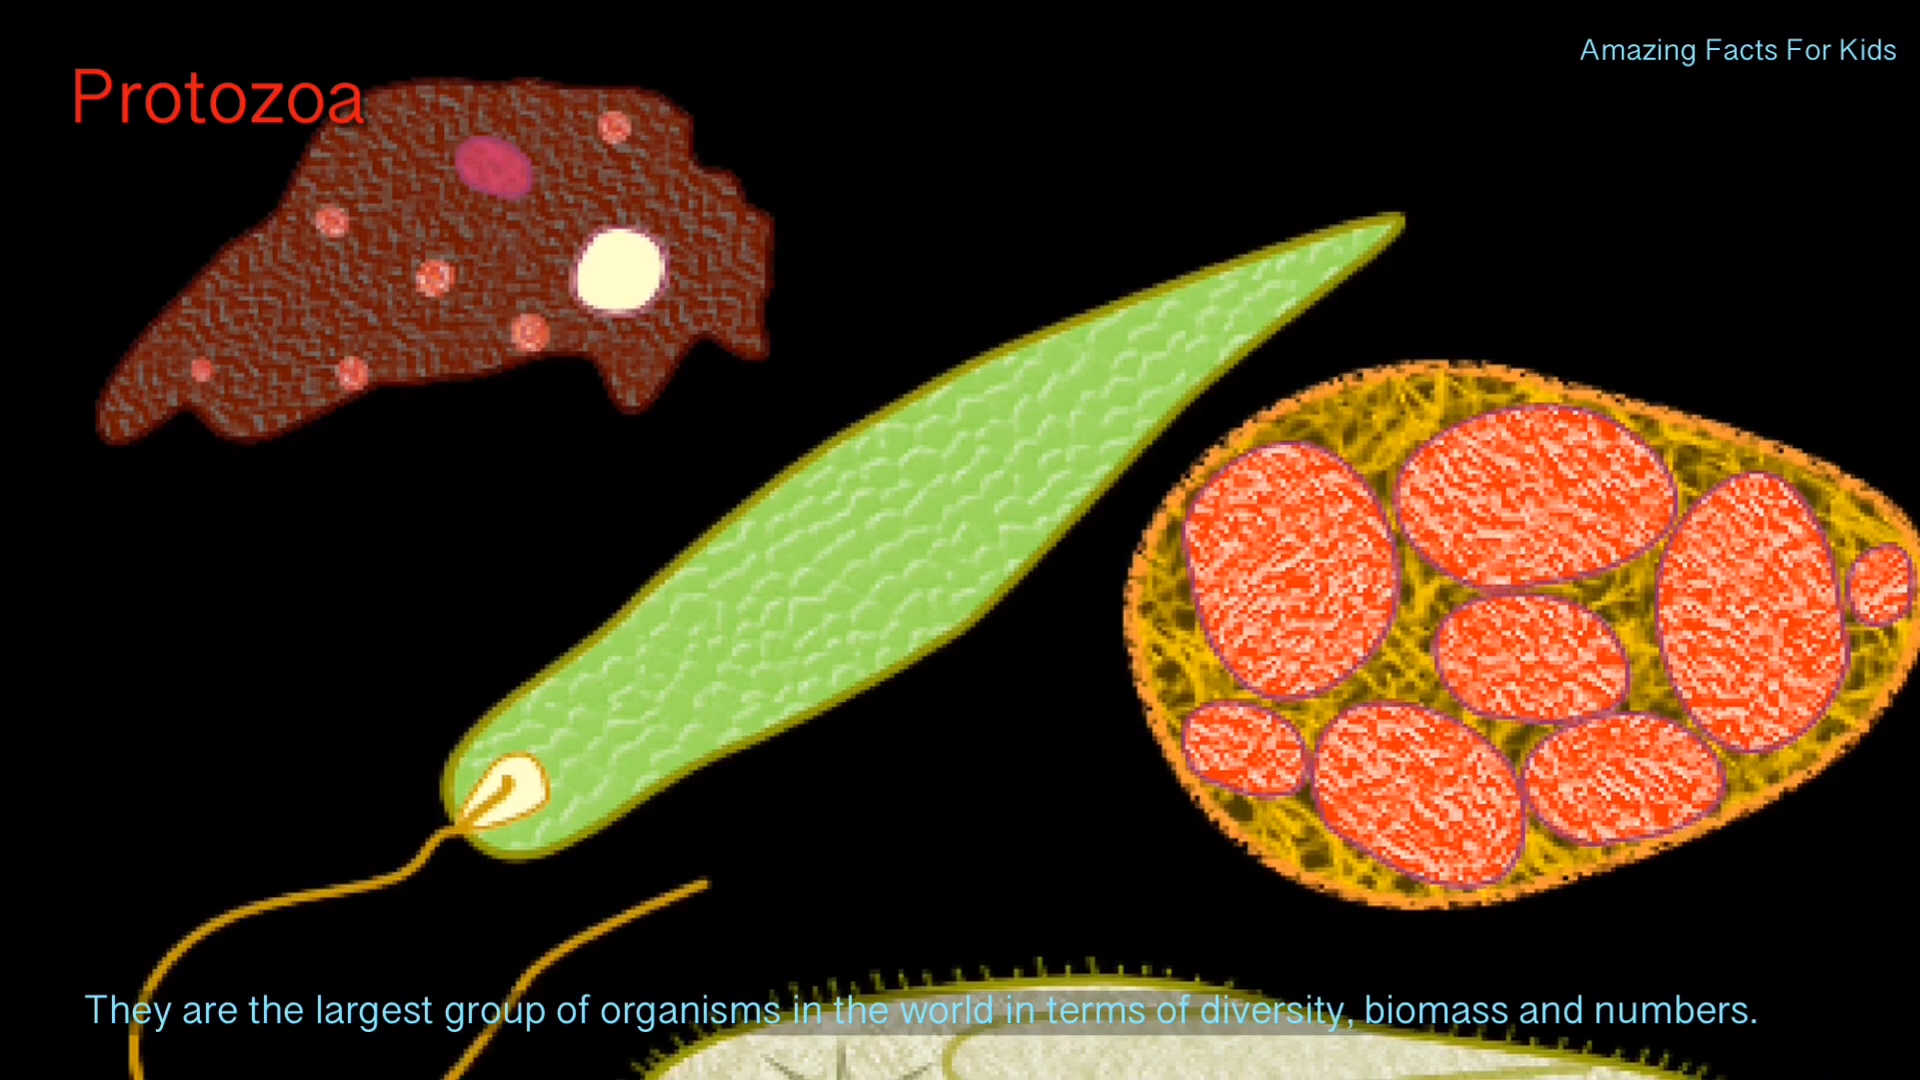 Amazing Facts For Kids
Protozoa
They are the largest group of organisms in the world in terms of diversity, biomass and numbers.